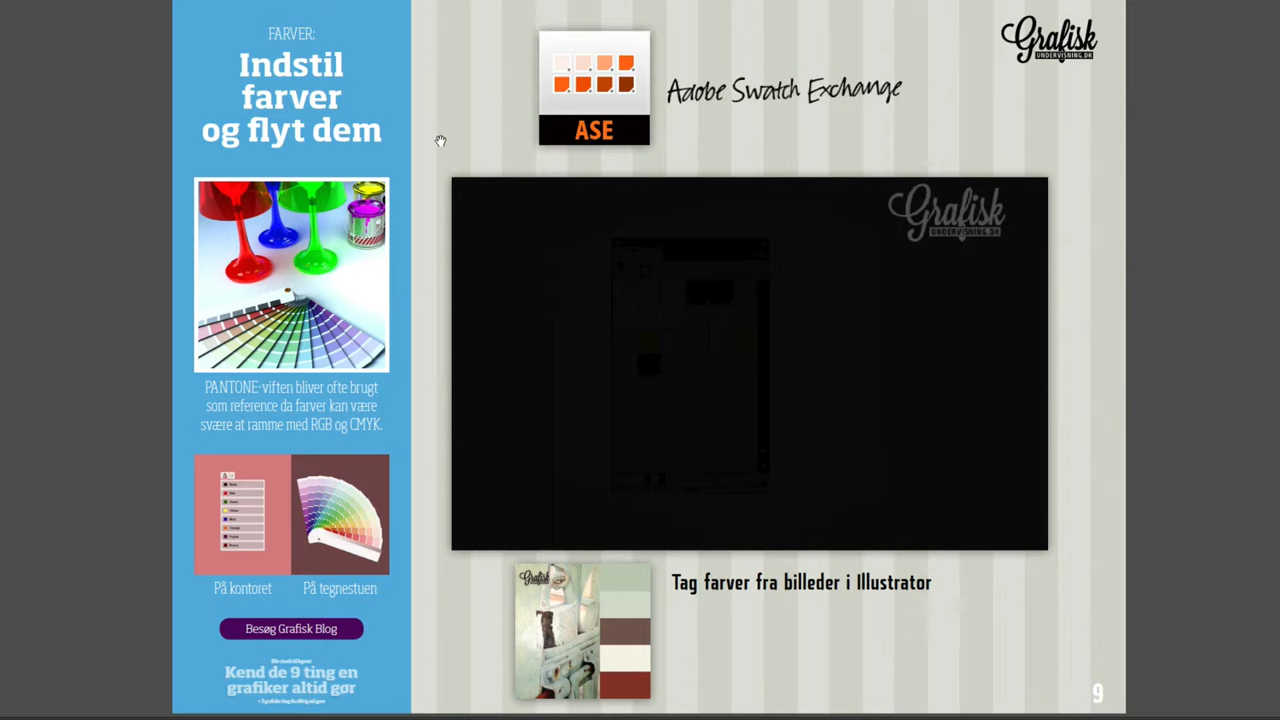 FARVER:
Indstil
farver
og flyt dem
PANTONE-viften bliver ofte brugt
som reference da farver kan være
svære at ramme med RGB og CMYK.
På kontoret
På tegnestuen
Besøg Grafisk Blog
Kend de 9 ting en
grafiker altid gør
ASE
Adobe Swatch Exchange
Grafisk
UNDERVISNING.DK
Grafisk
UNDERVISNING.DK
Grafisk
Tag farver fra billeder i Illustrator
9